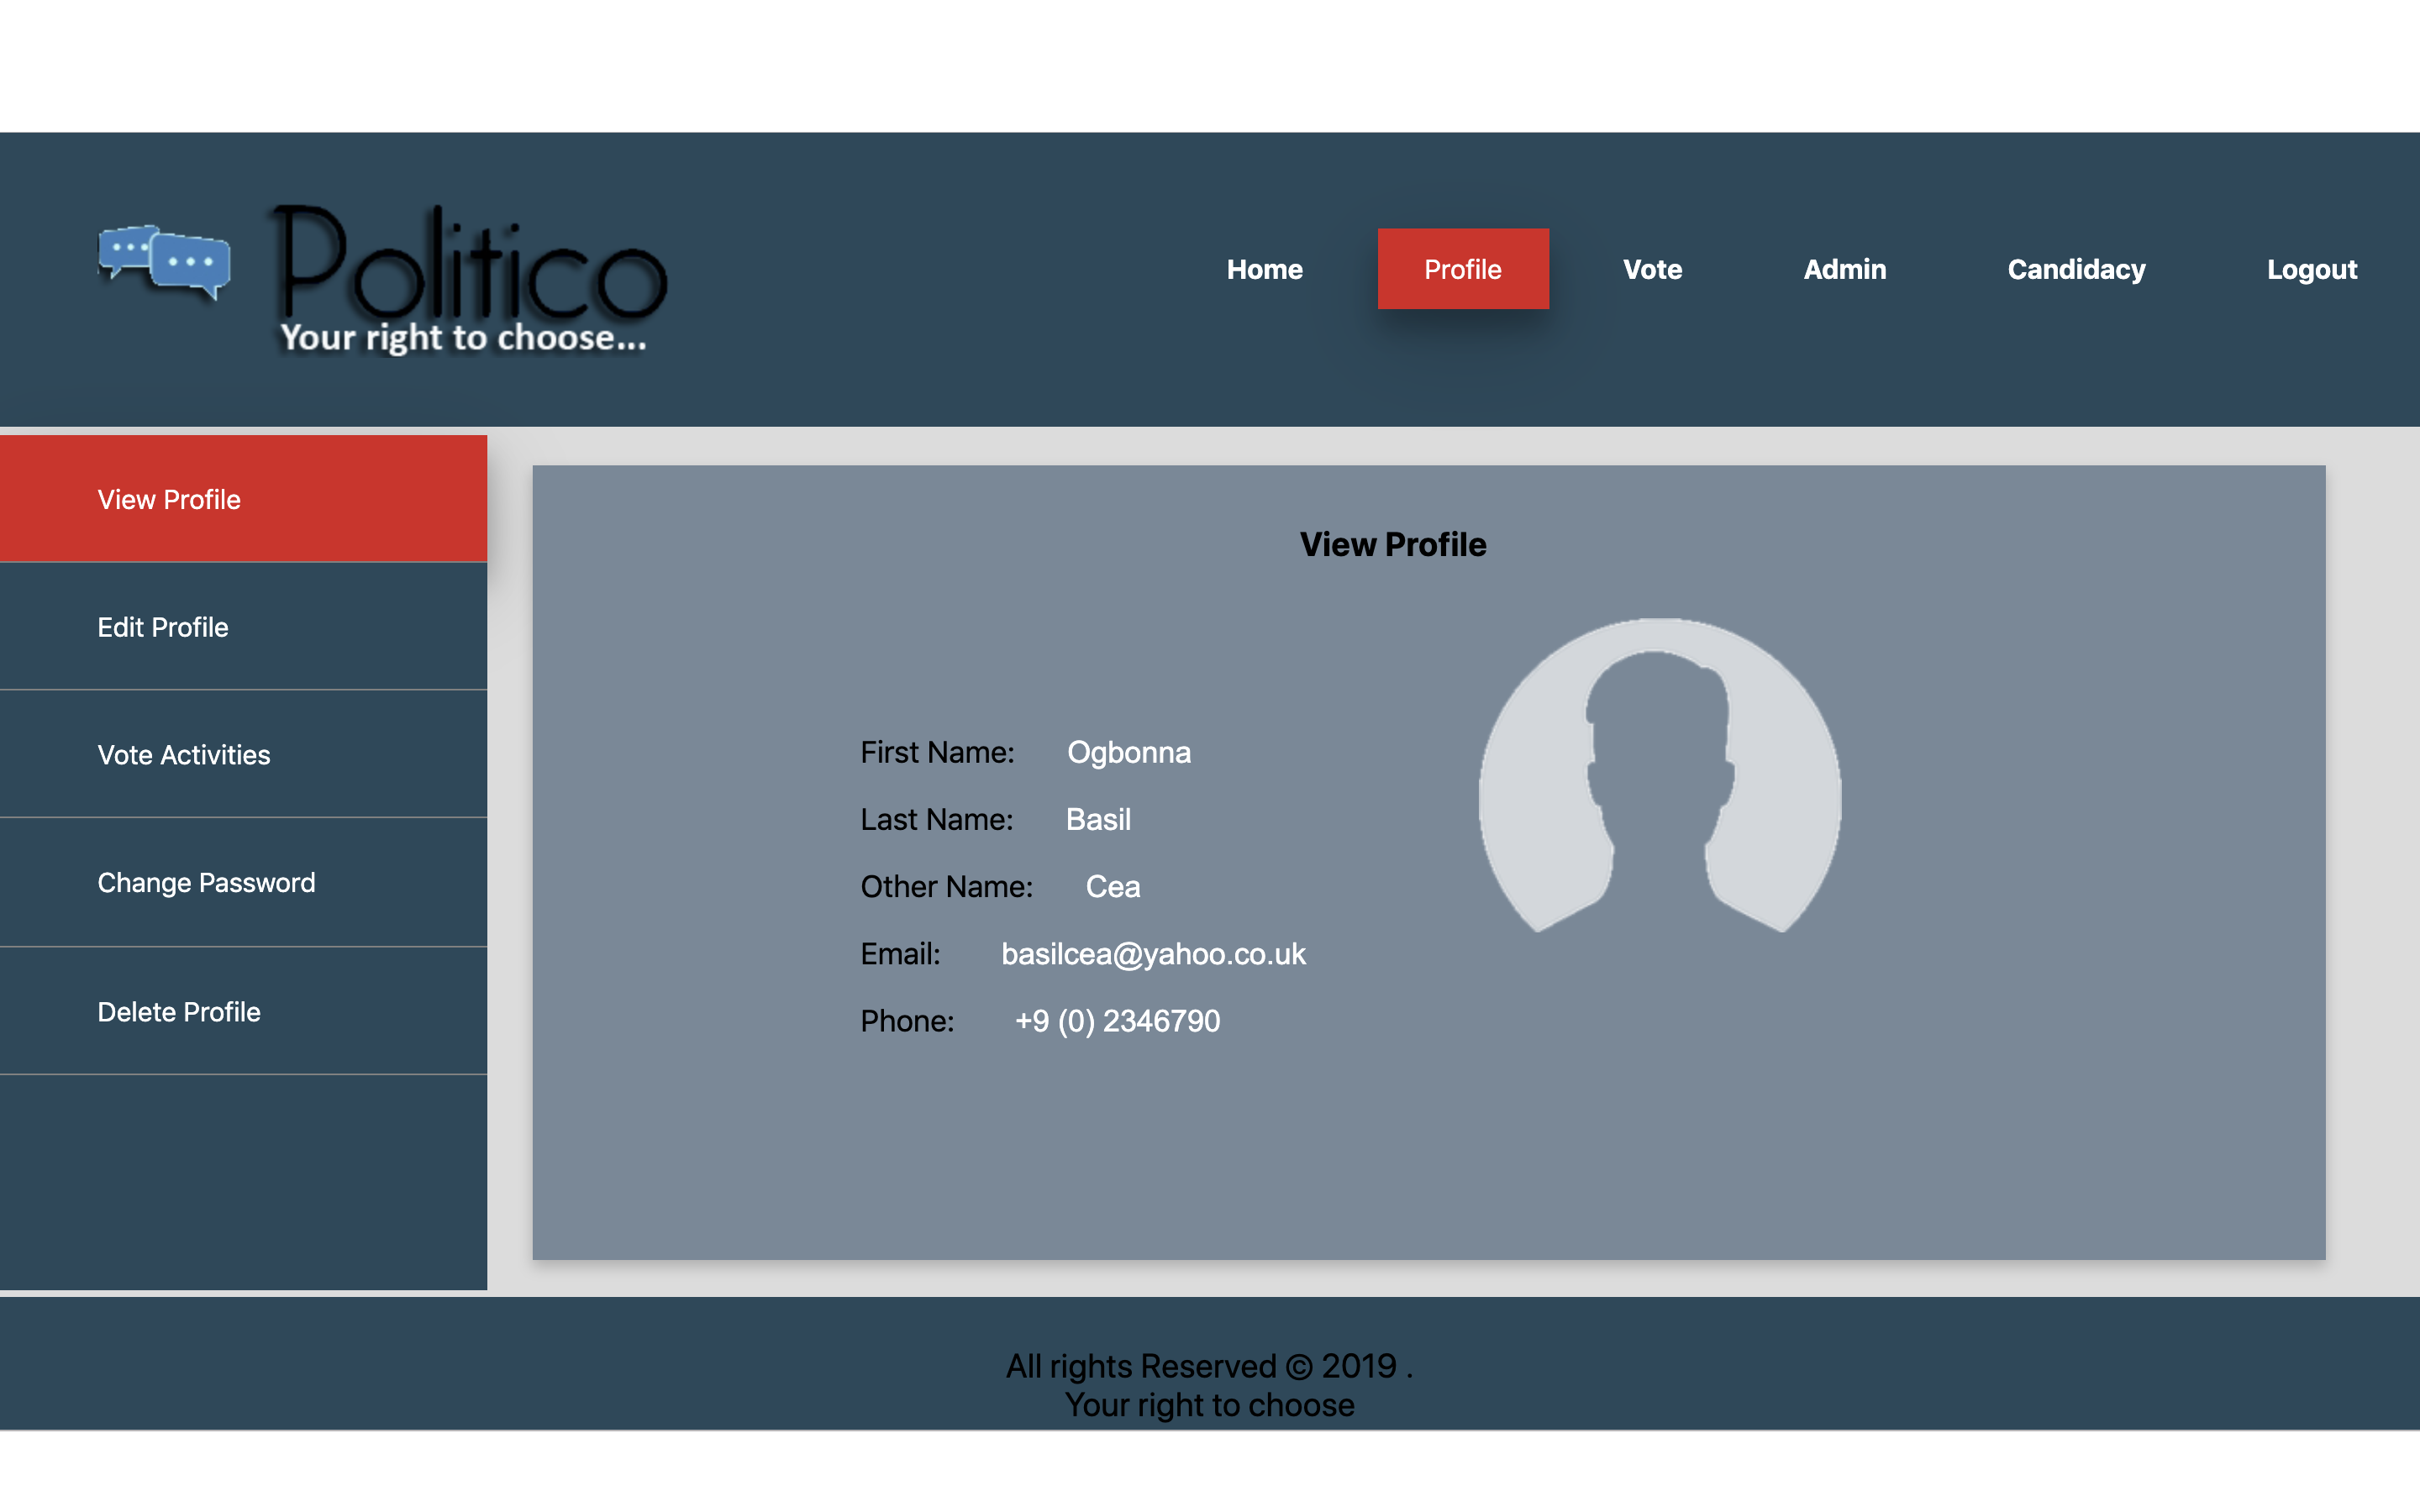 Politico
Your right to choose...
Home Profile Vote Admin Candidacy Logout
View Profile
Edit Profile
Vote Activities
Change Password
Delete Profile
View Profile
First Name: Ogbonna
Last Name: Basil
Other Name: Cea
Email: basilcea@yahoo.co.uk
Phone: +9 (0) 2346790
All rights Reserved © 2019 .
Your right to choose